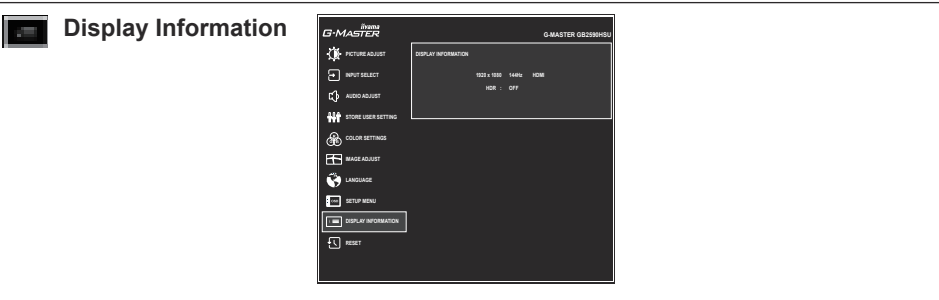 Display Information
iiyama
G-MASTER
G-MASTER GB2590HSU
PICTURE ADJUST
DISPLAY INFORMATION
1920 x 1080 144Hz HDMI
HDR : OFF
INPUT SELECT
AUDIO ADJUST
STORE USER SETTING
COLOR SETTINGS
IMAGE ADJUST
LANGUAGE
SETUP MENU
DISPLAY INFORMATION
RESET